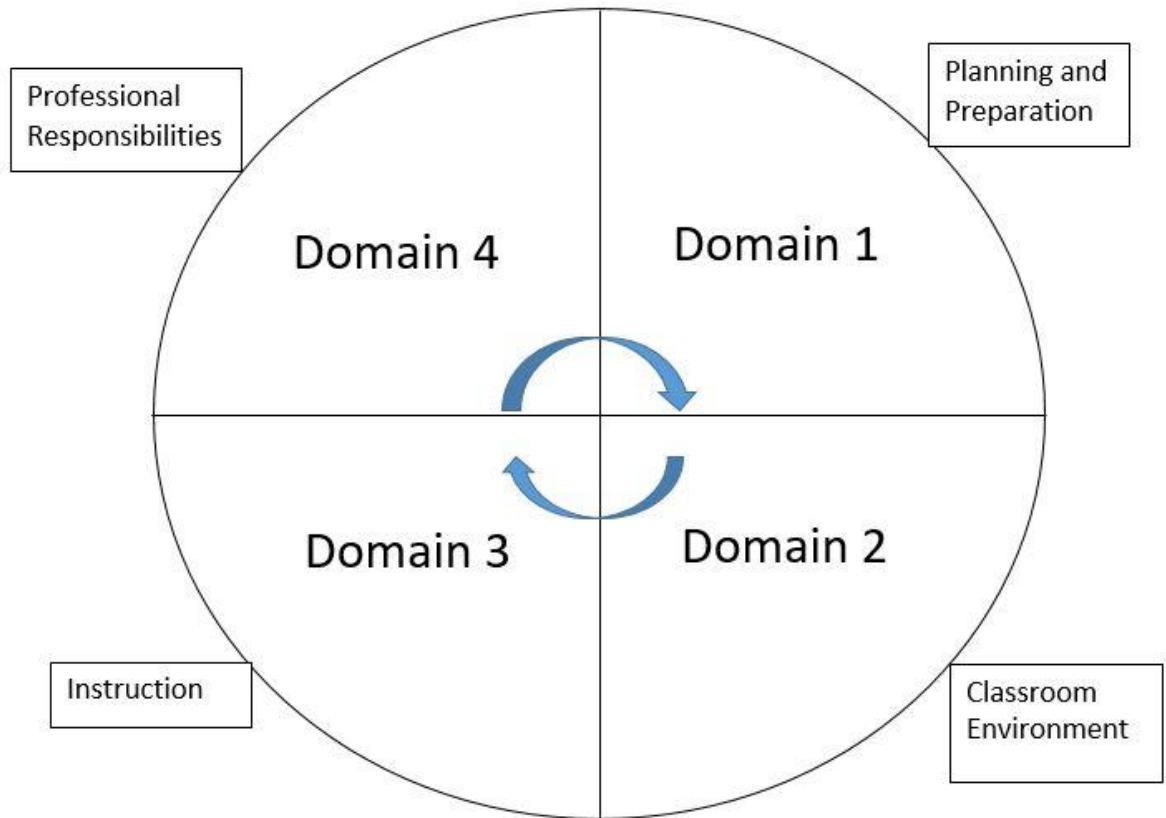 Professional
Responsibilities
Planning and
Preparation
Domain 4
Domain 1
Domain 3
Domain 2
Instruction
Classroom
Environment